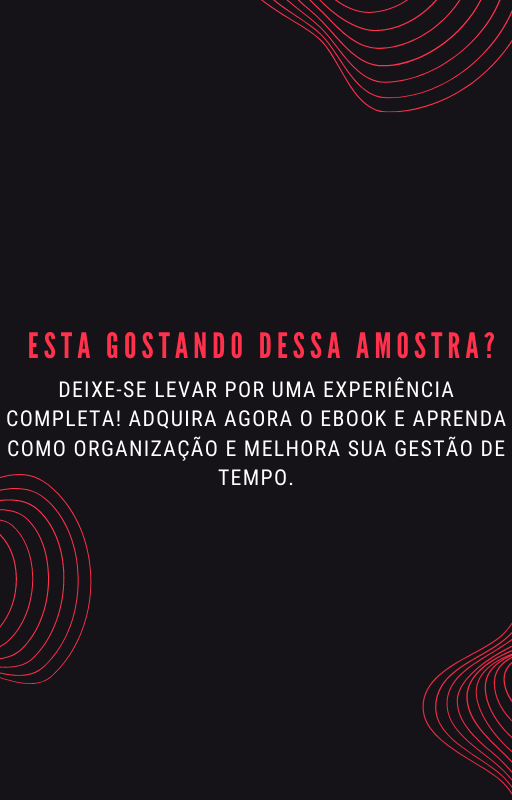 ESTA GOSTANDO DESSA AMOSTRA?
DEIXE-SE LEVAR POR UMA EXPERIÊNCIA
COMPLETA! ADQUIRA AGORA O EBOOK E APRENDA
COMO ORGANIZAÇÃO E MELHORA SUA GESTÃO DE
TEMPO.